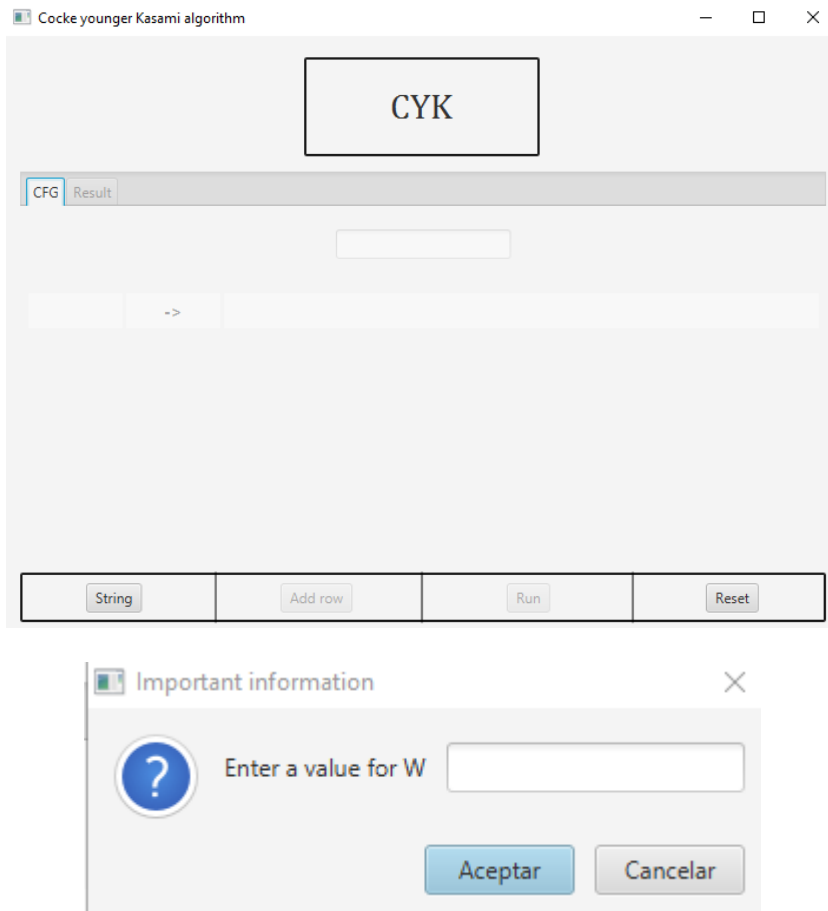 Cocke younger Kasami algorithm
CYK
CFG Result
->
String Add row Run Reset
Important information
Enter a value for W
Aceptar Cancelar